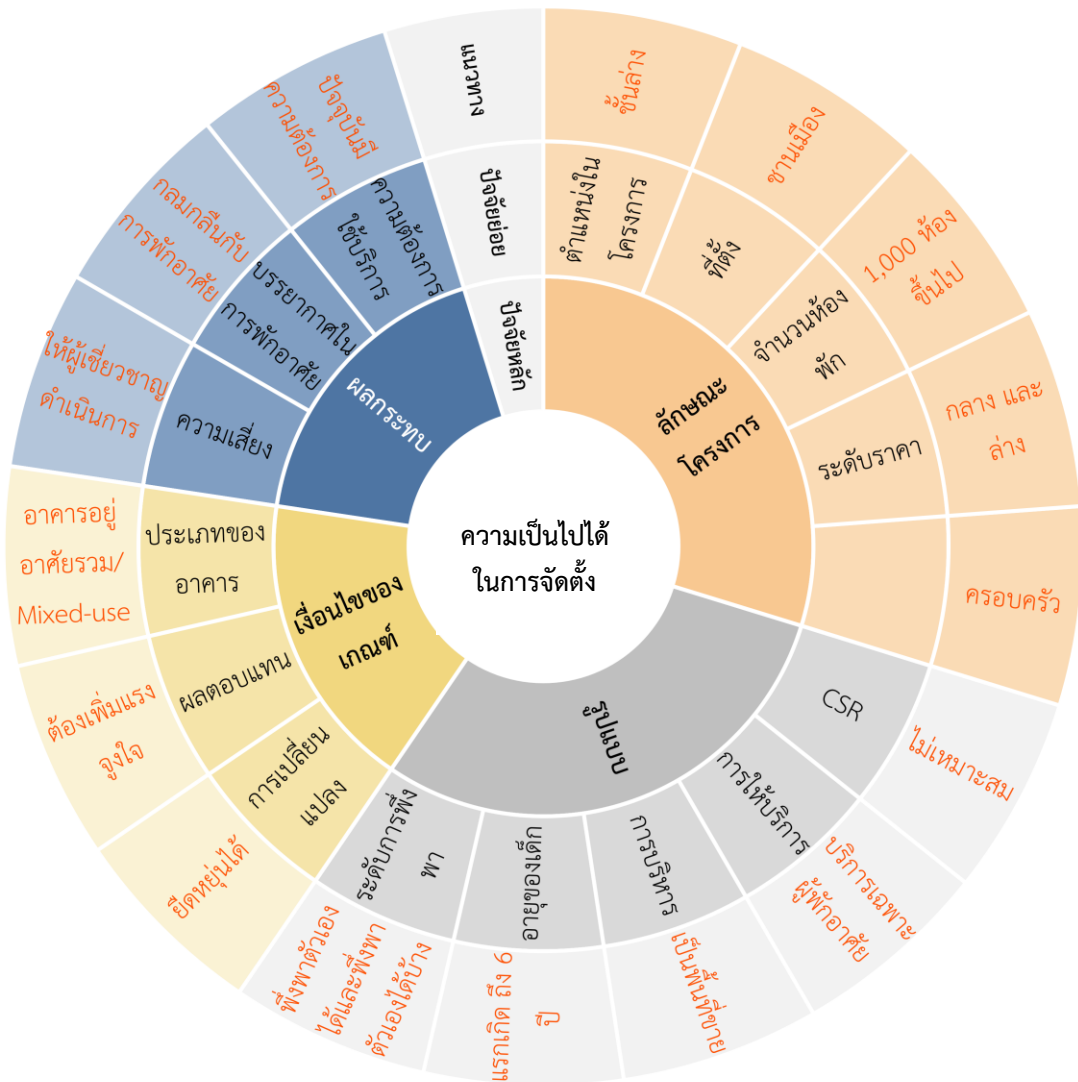 ความเป็นไปได้
ในการจัดตั้ง
แนวทาง
ปัจจัยย่อย
ปัจจัยหลัก
ลักษณะ
โครงการ
ตำแหน่งใน
โครงการ
ชั้นล่าง
ที่ตั้ง
ชานเมือง
จำนวนห้อง
พัก
1,000 ห้อง
ขึ้นไป
ระดับราคา
กลาง และ
ล่าง
ครอบครัว
รูปแบบ
CSR
ไม่เหมาะสม
การให้บริการ
บริการเฉพาะ
ผู้พักอาศัย
การบริหาร
เป็นพื้นที่ขาย
อายุของเด็ก
แรกเกิด ถึง 6
ปี
ระดับการพึ่ง
พา
พึ่งพาตัวเอง
ได้และพึ่งพา
ตัวเองได้บ้าง
เงื่อนไขของ
เกณฑ์
การเปลี่ยน
แปลง
ยืดหยุ่นได้
ผลตอบแทน
ต้องเพิ่มแรง
จูงใจ
ประเภทของ
อาคาร
อาคารอยู่
อาศัยรวม/
Mixed-use
ผลกระทบ
ความเสี่ยง
ให้ผู้เชี่ยวชาญ
ดำเนินการ
บรรยากาศใน
การพักอาศัย
กลมกลืนกับ
การพักอาศัย
ความต้องการ
ใช้บริการ
ปัจจุบันมี
ความต้องการ